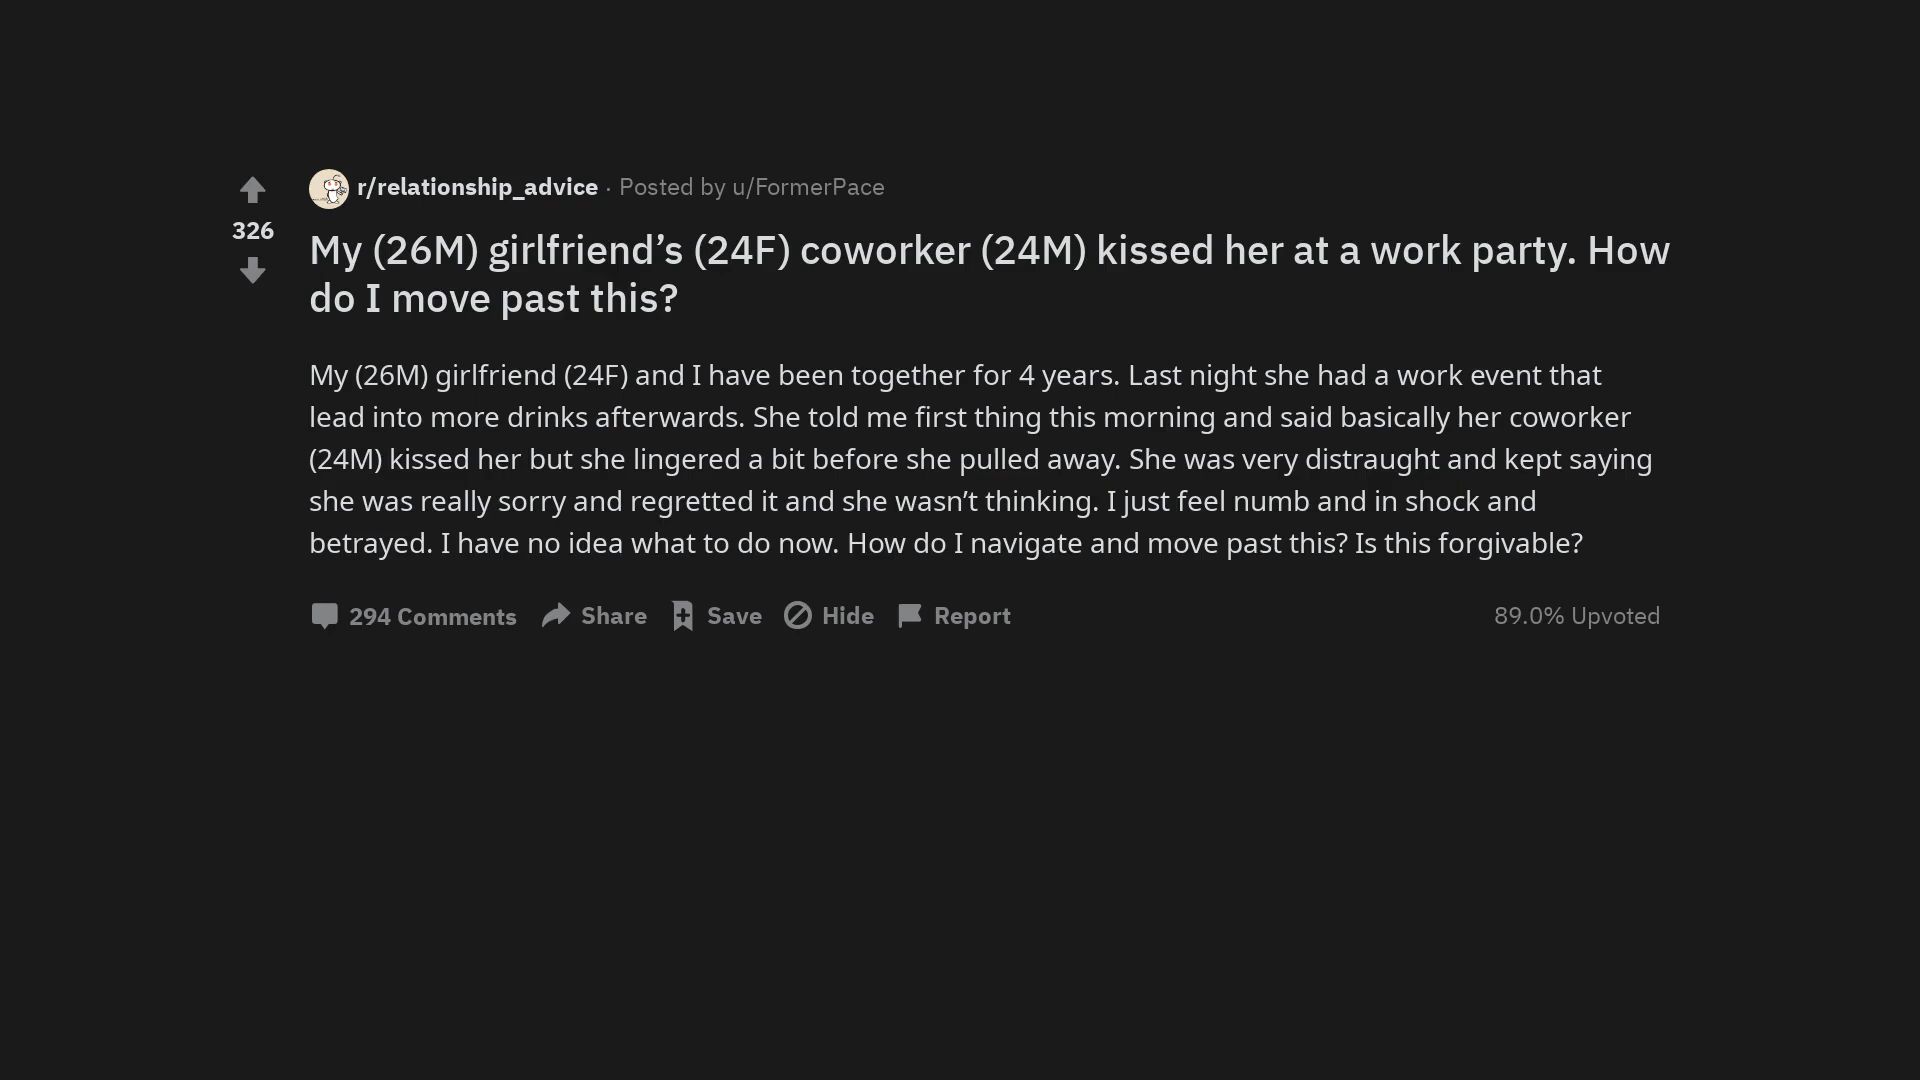 r/relationship_advice · Posted by u/FormerPace
326
My (26M) girlfriend’s (24F) coworker (24M) kissed her at a work party. How
do I move past this?
My (26M) girlfriend (24F) and I have been together for 4 years. Last night she had a work event that
lead into more drinks afterwards. She told me first thing this morning and said basically her coworker
(24M) kissed her but she lingered a bit before she pulled away. She was very distraught and kept saying
she was really sorry and regretted it and she wasn’t thinking. I just feel numb and in shock and
betrayed. I have no idea what to do now. How do I navigate and move past this? Is this forgivable?
294 Comments Share Save Hide Report 89.0% Upvoted